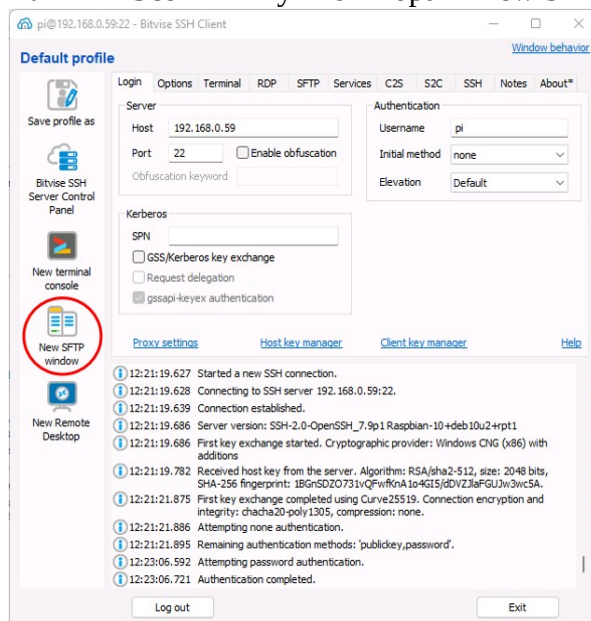 pi@192.168.0.59:22 - Bitvise SSH Client
Default profile
Window behavior
Save profile as
Bitvise SSH
Server Control
Panel
New terminal
console
New SFTP
window
New Remote
Desktop
Login Options Terminal RDP SFTP Services C2S S2C SSH Notes About*
Server
Host 192.168.0.59
Port 22 Enable obfuscation
Obfuscation keyword
Kerberos
SPN
GSS/Kerberos key exchange
Request delegation
gssapi-keyex authentication
Authentication
Username pi
Initial method none
Elevation Default
Proxy settings Host key manager Client key manager Help
12:21:19.627 Started a new SSH connection.
12:21:19.628 Connecting to SSH server 192.168.0.59:22.
12:21:19.639 Connection established.
12:21:19.686 Server version: SSH-2.0-OpenSSH_7.9p1 Raspbian-10+deb10u2+rpt1
12:21:19.686 First key exchange started. Cryptographic provider: Windows CNG (x86) with
additions
12:21:19.782 Received host key from the server. Algorithm: RSA/sha2-512, size: 2048 bits,
SHA-256 fingerprint: 1BGnSDZO731vQFwfKnA1o4GI5/dDVZJlaFGUJw3wc5A.
12:21:21.875 First key exchange completed using Curve25519. Connection encryption and
integrity: chacha20-poly1305, compression: none.
12:21:21.886 Attempting none authentication.
12:21:21.895 Remaining authentication methods: 'publickey,password'.
12:23:06.592 Attempting password authentication.
12:23:06.721 Authentication completed.
Log out Exit